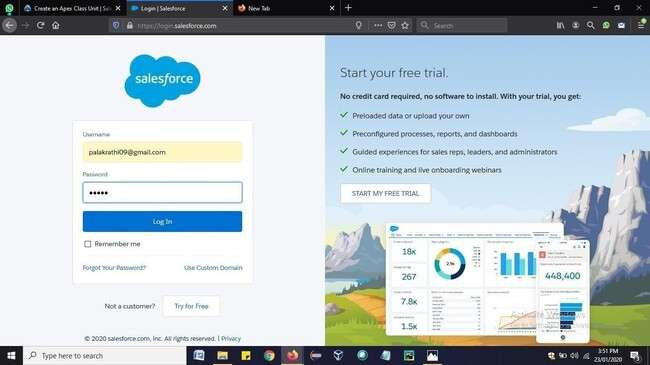 Create an Apex Class Unit | Sal
Login | Salesforce
New Tab
https://login.salesforce.com
Search
salesforce
Username
palakrathi09@gmail.com
Password
Log In
Remember me
Forgot Your Password?
Use Custom Domain
Not a customer?
Try for Free
© 2020 salesforce.com, inc. All rights reserved. | Privacy
Start your free trial.
No credit card required, no software to install. With your trial, you get:
Preloaded data or upload your own
Preconfigured processes, reports, and dashboards
Guided experiences for sales reps, leaders, and administrators
Online training and live onboarding webinars
START MY FREE TRIAL
18K
267
7.8K
1.5K
448,400
Activate Windows
Type here to search
3:51 PM
23/01/2020